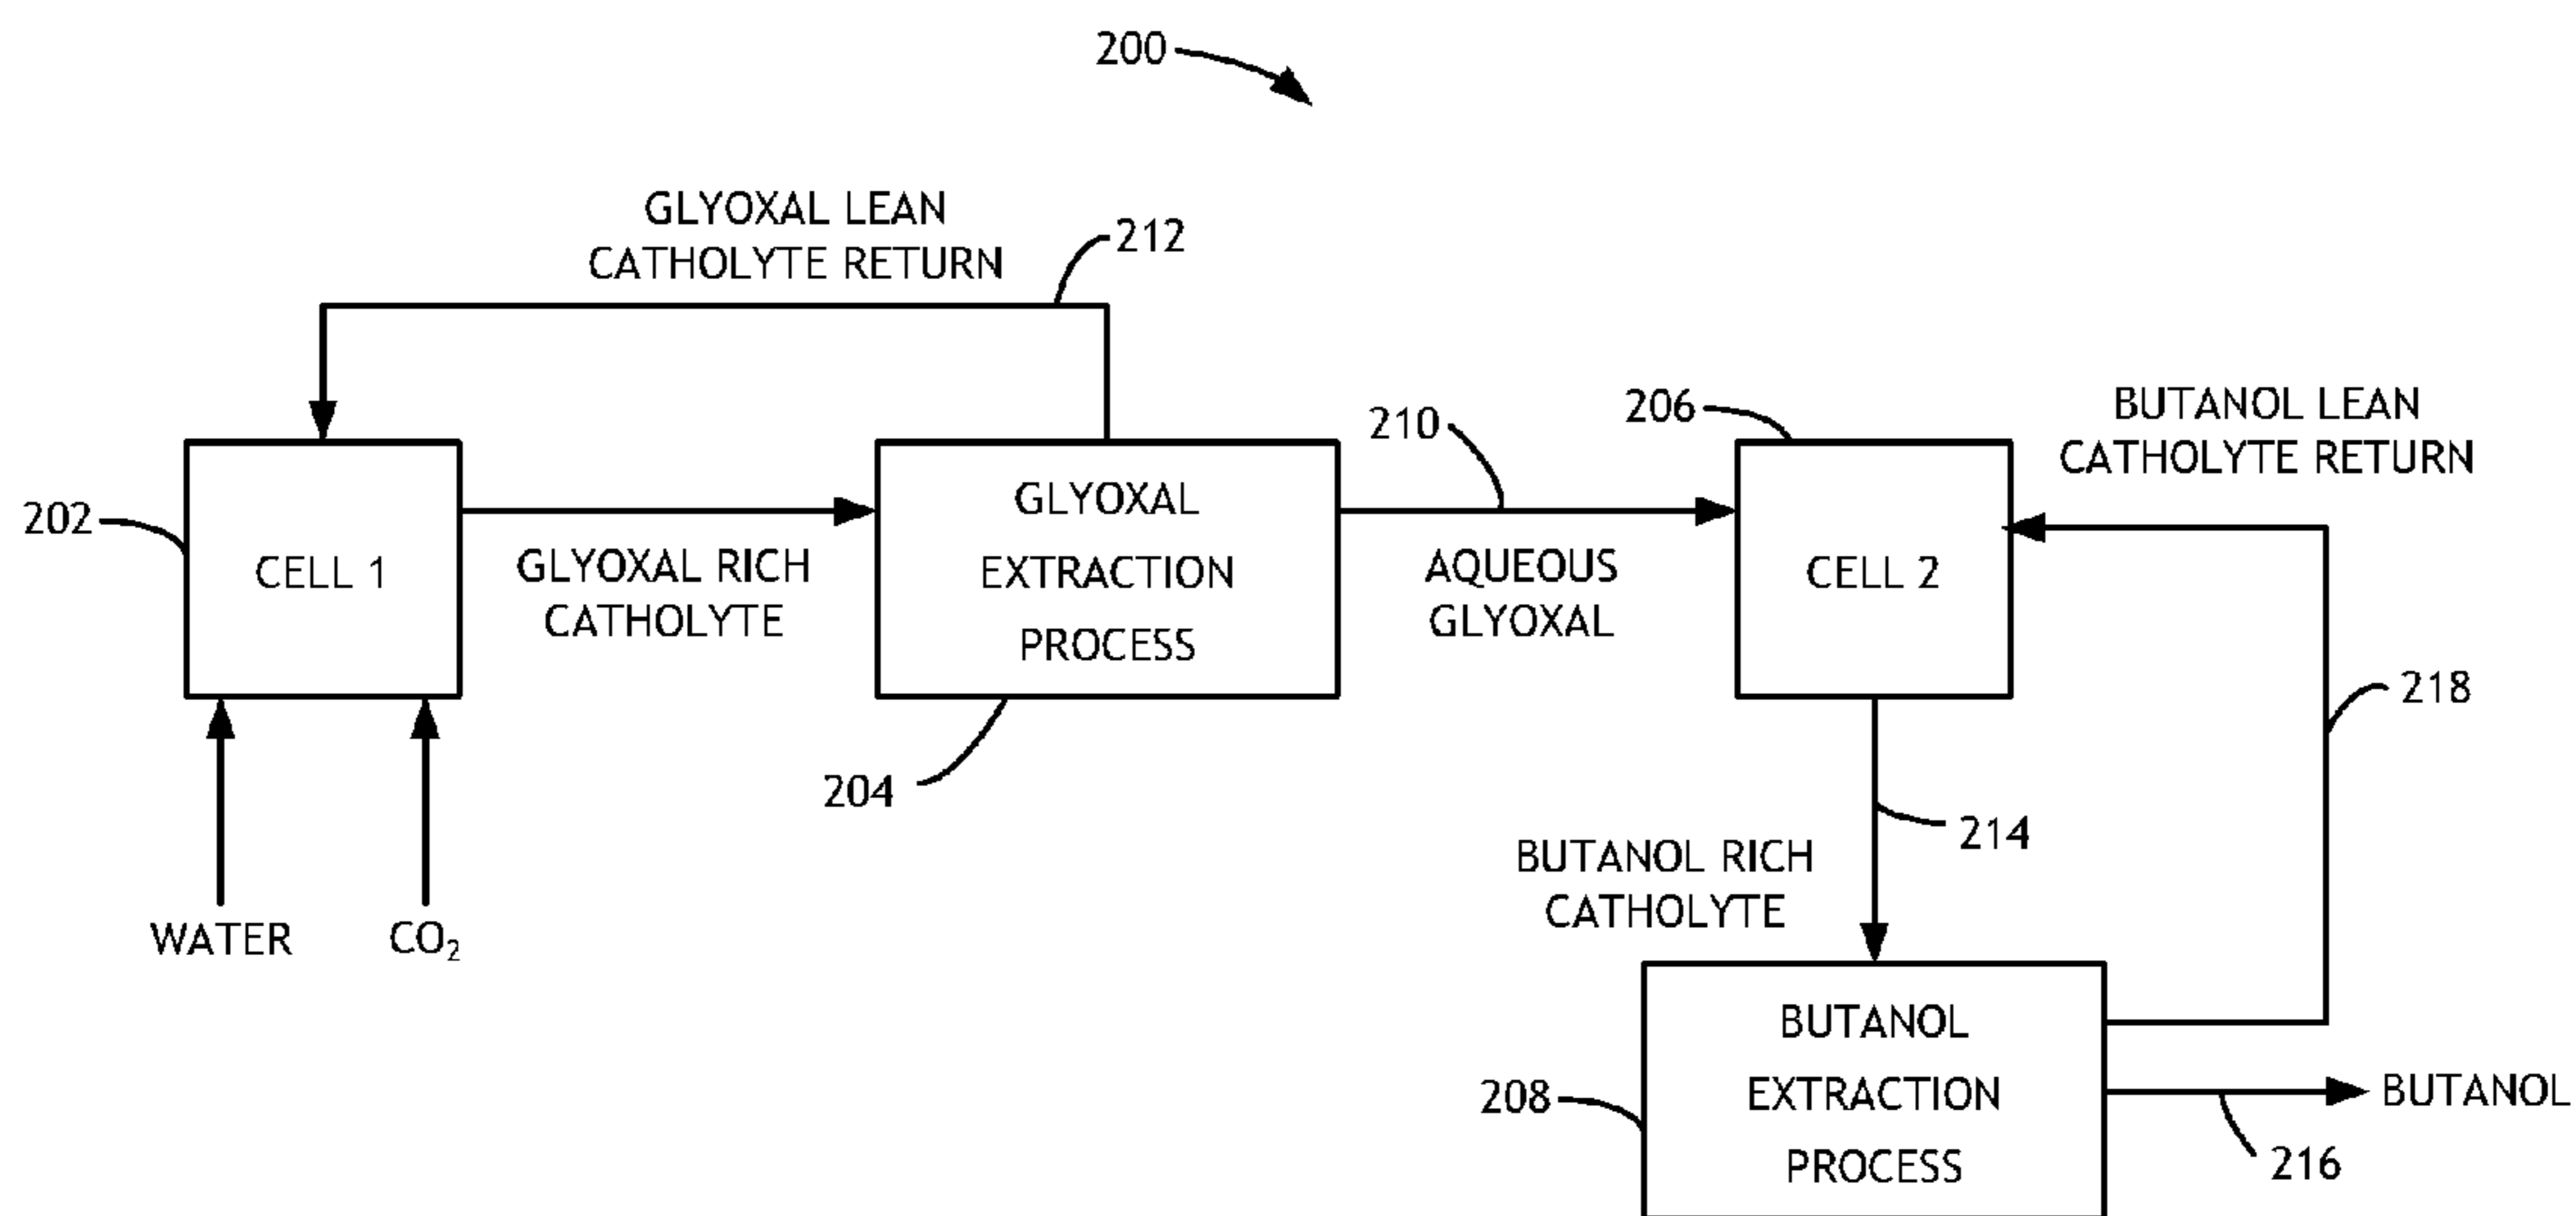 200
GLYOXAL LEAN
CATHOLYTE RETURN
212
202
CELL 1
GLYOXAL RICH
CATHOLYTE
GLYOXAL
EXTRACTION
PROCESS
204
210
AQUEOUS
GLYOXAL
206
CELL 2
BUTANOL LEAN
CATHOLYTE RETURN
218
WATER
CO₂
214
BUTANOL RICH
CATHOLYTE
208
BUTANOL
EXTRACTION
PROCESS
BUTANOL
216